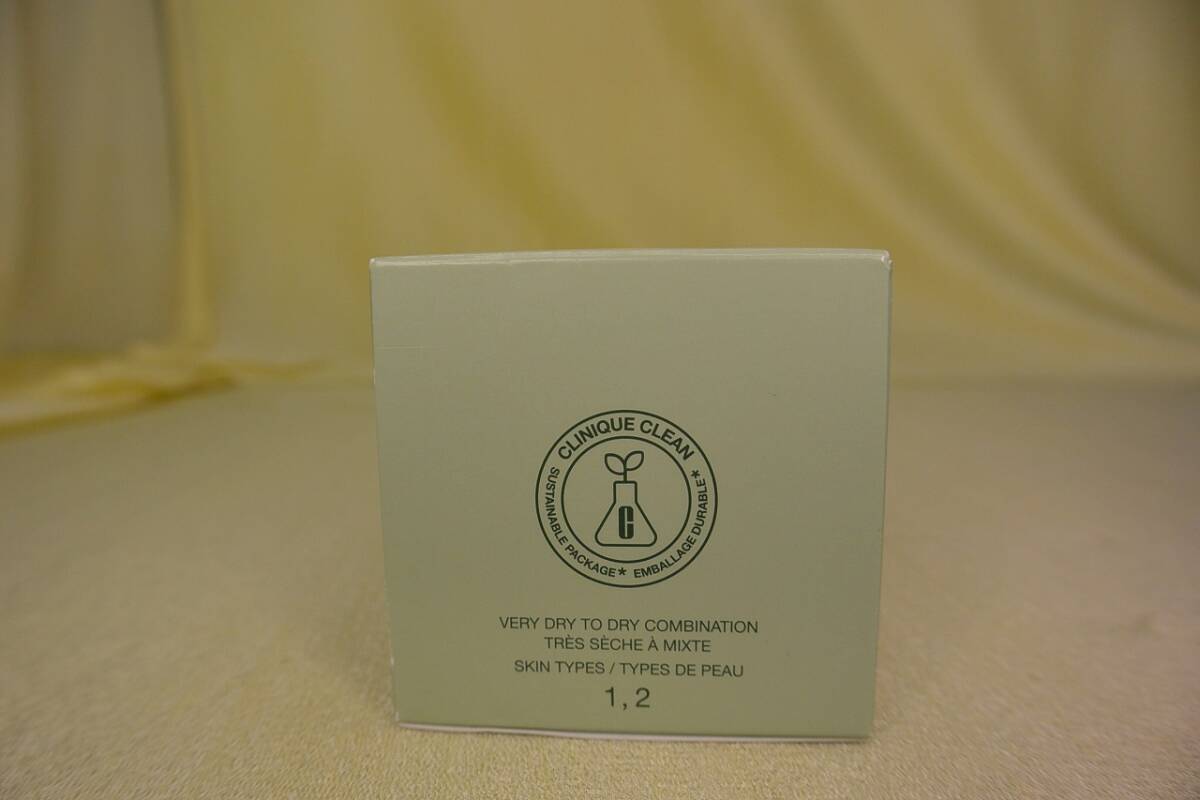 CLINIQUE CLEAN
SUSTAINABLE PACKAGE* EMBALLAGE DURABLE*
C
VERY DRY TO DRY COMBINATION
TRÈS SÈCHE À MIXTE
SKIN TYPES / TYPES DE PEAU
1, 2